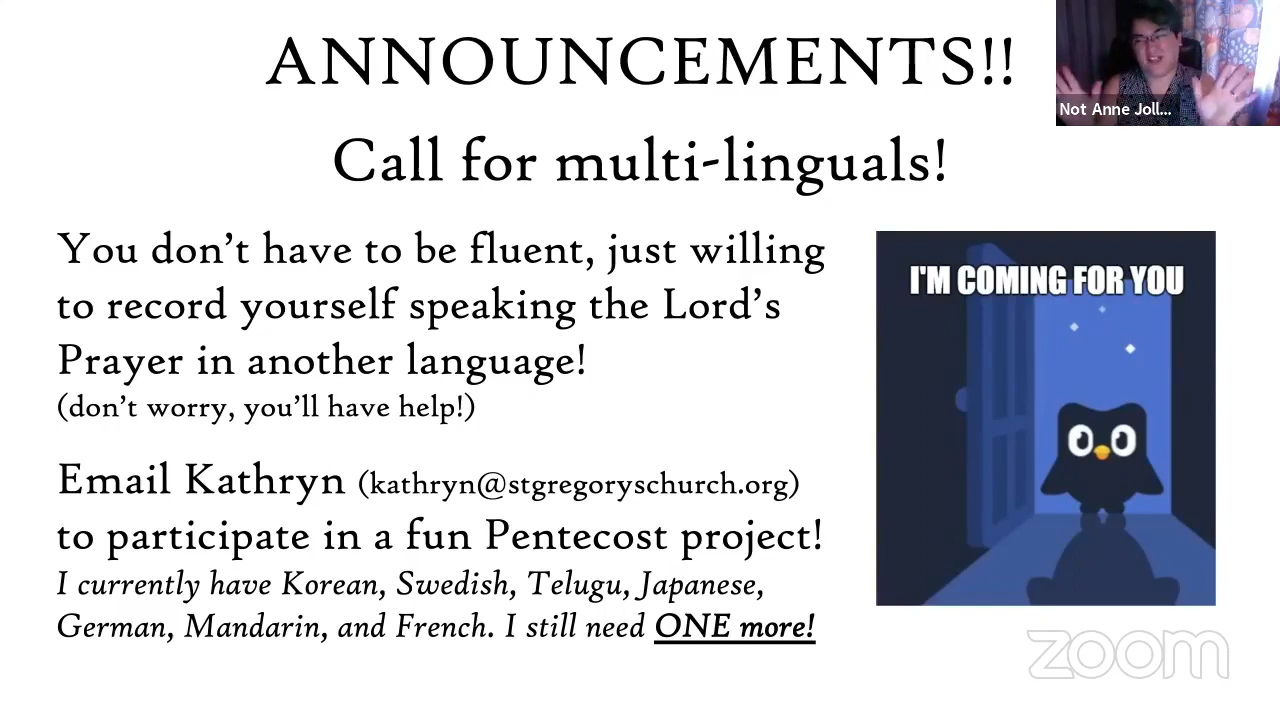 ANNOUNCEMENTS!!
Not Anne Joll...
Call for multi-linguals!
You don’t have to be fluent, just willing
to record yourself speaking the Lord’s
Prayer in another language!
(don’t worry, you’ll have help!)
I'M COMING FOR YOU
Email Kathryn (kathryn@stgregoryschurch.org)
to participate in a fun Pentecost project!
I currently have Korean, Swedish, Telugu, Japanese,
German, Mandarin, and French. I still need ONE more!
zoom